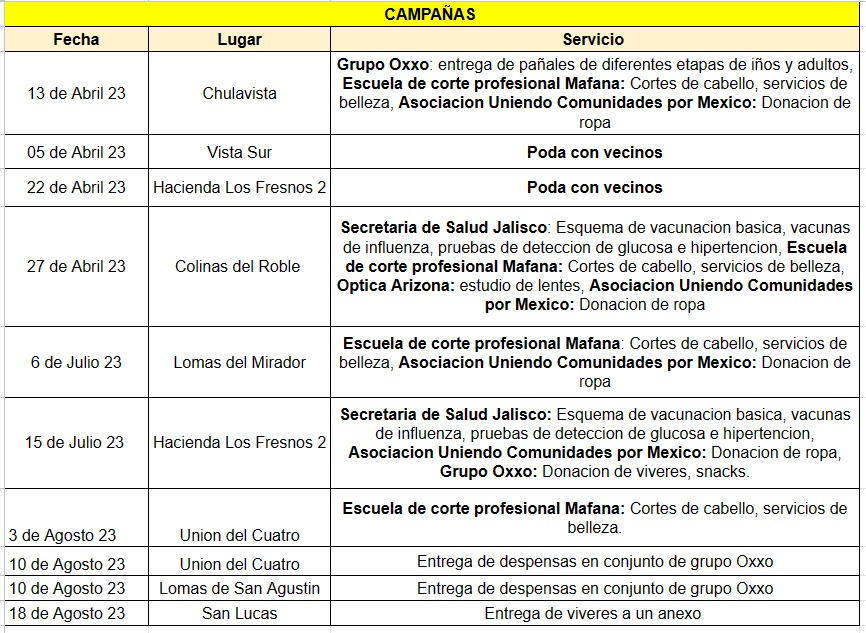 CAMPAÑAS
Fecha Lugar Servicio
Grupo Oxxo: entrega de pañales de diferentes etapas de iños y adultos,
Escuela de corte profesional Mafana: Cortes de cabello, servicios de
13 de Abril 23 Chulavista
belleza, Asociacion Uniendo Comunidades por Mexico: Donacion de
ropa
05 de Abril 23 Vista Sur Poda con vecinos
22 de Abril 23 Hacienda Los Fresnos 2 Poda con vecinos
Secretaria de Salud Jalisco: Esquema de vacunacion basica, vacunas
de influenza, pruebas de deteccion de glucosa e hipertencion, Escuela
27 de Abril 23 Colinas del Roble de corte profesional Mafana: Cortes de cabello, servicios de belleza,
Optica Arizona: estudio de lentes, Asociacion Uniendo Comunidades
por Mexico: Donacion de ropa
Escuela de corte profesional Mafana: Cortes de cabello, servicios de
6 de Julio 23 Lomas del Mirador belleza, Asociacion Uniendo Comunidades por Mexico: Donacion de
ropa
Secretaria de Salud Jalisco: Esquema de vacunacion basica, vacunas
de influenza, pruebas de deteccion de glucosa e hipertencion,
15 de Julio 23 Hacienda Los Fresnos 2
Asociacion Uniendo Comunidades por Mexico: Donacion de ropa,
Grupo Oxxo: Donacion de viveres, snacks.
Escuela de corte profesional Mafana: Cortes de cabello, servicios de
belleza.
3 de Agosto 23 Union del Cuatro
10 de Agosto 23 Union del Cuatro Entrega de despensas en conjunto de grupo Oxxo
10 de Agosto 23 Lomas de San Agustin Entrega de despensas en conjunto de grupo Oxxo
18 de Agosto 23 San Lucas Entrega de viveres a un anexo